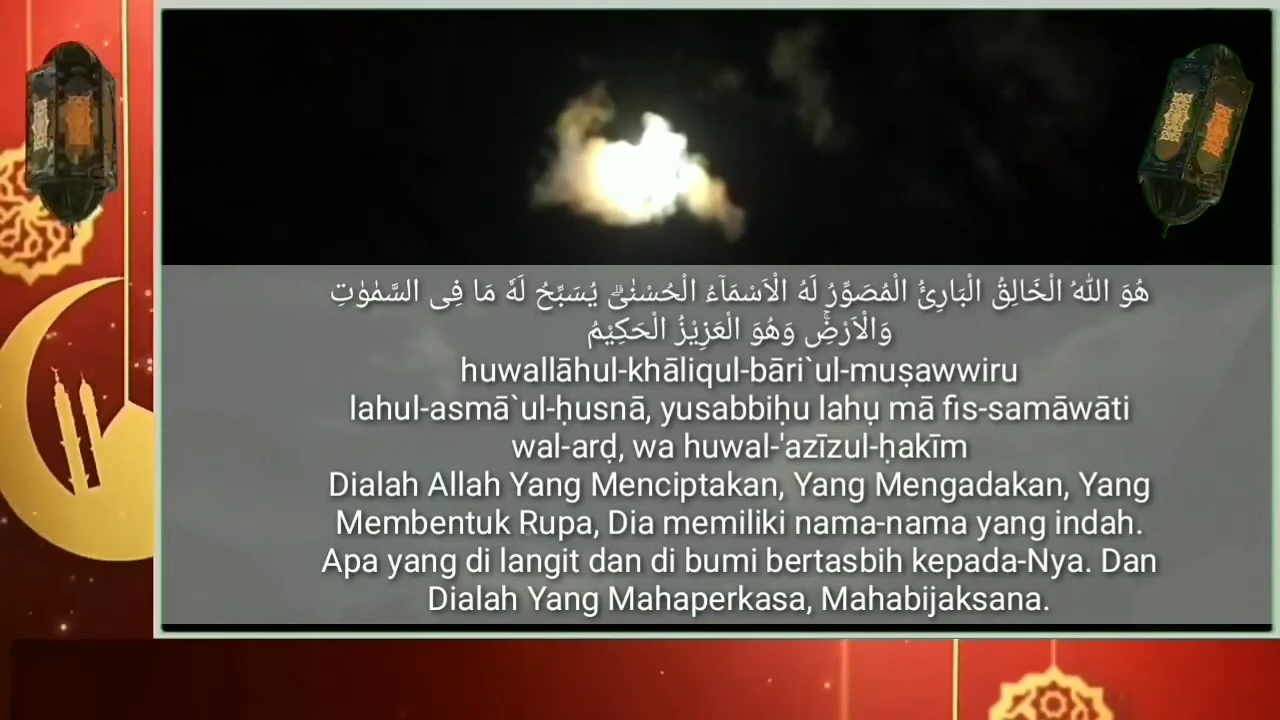 هُوَ اللّٰهُ الْخَالِقُ الْبَارِئُ الْمُصَوِّرُ لَهُ الْاَسْمَاۤءُ الْحُسْنٰىۗ يُسَبِّحُ لَهٗ مَا فِى السَّمٰوٰتِ
وَالْاَرْضِۚ وَهُوَ الْعَزِيْزُ الْحَكِيْمُ
huwallāhul-khāliqul-bāri`ul-muṣawwiru
lahul-asmā`ul-ḥusnā, yusabbiḥu lahụ mā fis-samāwāti
wal-arḍ, wa huwal-'azīzul-ḥakīm
Dialah Allah Yang Menciptakan, Yang Mengadakan, Yang
Membentuk Rupa, Dia memiliki nama-nama yang indah.
Apa yang di langit dan di bumi bertasbih kepada-Nya. Dan
Dialah Yang Mahaperkasa, Mahabijaksana.